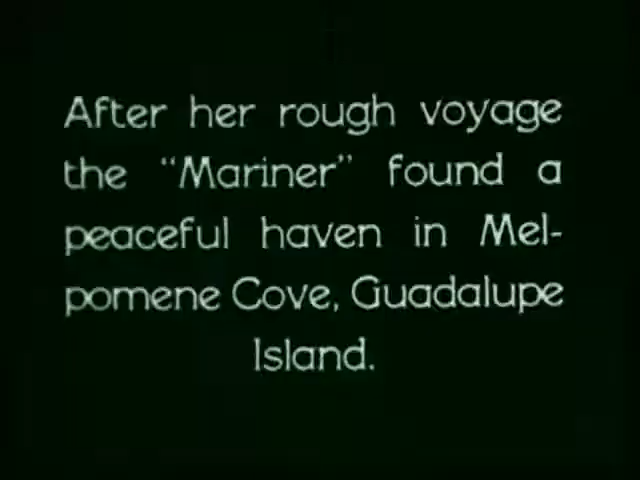 After her rough voyage
the "Mariner" found a
peaceful haven in Mel-
pomene Cove, Guadalupe
Island.